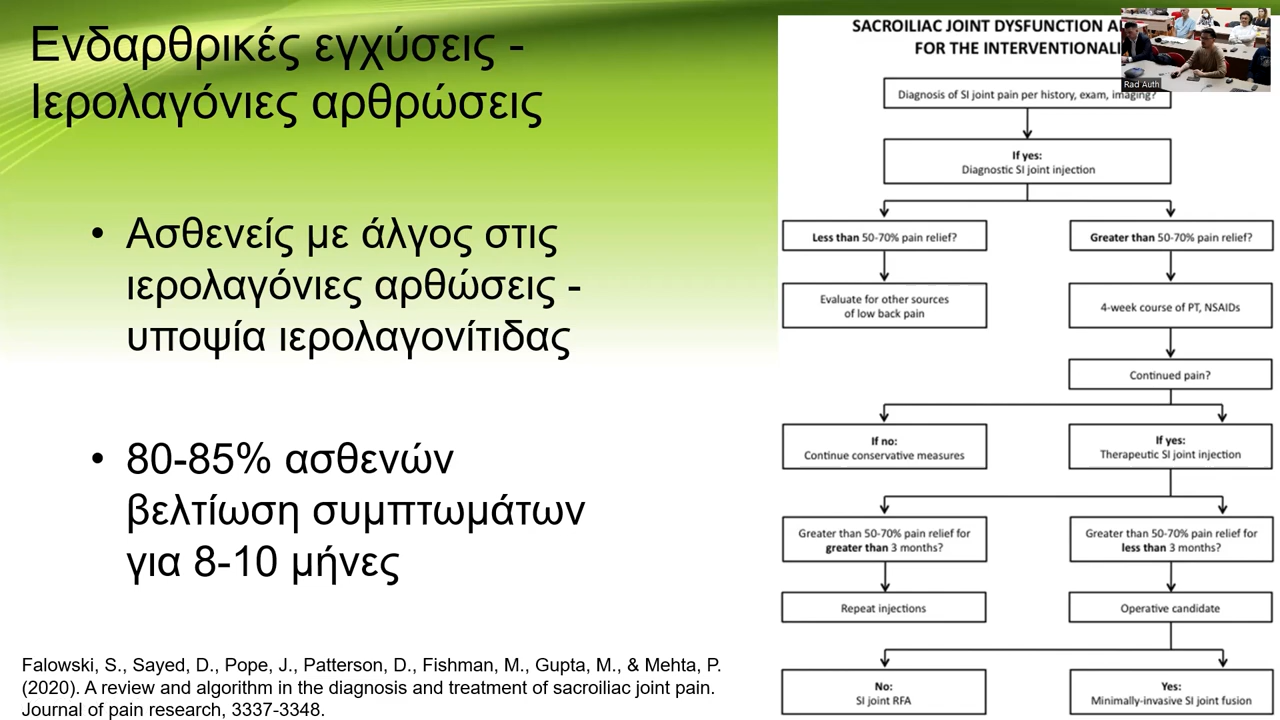 Ενδαρθρικές εγχύσεις -
Ιερολαγόνιες αρθρώσεις
• Ασθενείς με άλγος στις
ιερολαγόνιες αρθώσεις -
υποψία ιερολαγονίτιδας
• 80-85% ασθενών
βελτίωση συμπτωμάτων
για 8-10 μήνες
Falowski, S., Sayed, D., Pope, J., Patterson, D., Fishman, M., Gupta, M., & Mehta, P.
(2020). A review and algorithm in the diagnosis and treatment of sacroiliac joint pain.
Journal of pain research, 3337-3348.
SACROILIAC JOINT DYSFUNCTION
FOR THE
Rad Auth
Diagnosis of SI joint pain per history, exam, imaging?
If yes:
Diagnostic SI joint injection
Less than 50-70% pain relief?
Greater than 50-70% pain relief?
Evaluate for other sources
of low back pain
4-week course of PT, NSAIDs
Continued pain?
If no:
Continue conservative measures
If yes:
Therapeutic SI joint injection
Greater than 50-70% pain relief for
greater than 3 months?
Greater than 50-70% pain relief for
less than 3 months?
Repeat injections
Operative candidate
No:
SI joint RFA
Yes:
Minimally-invasive SI joint fusion